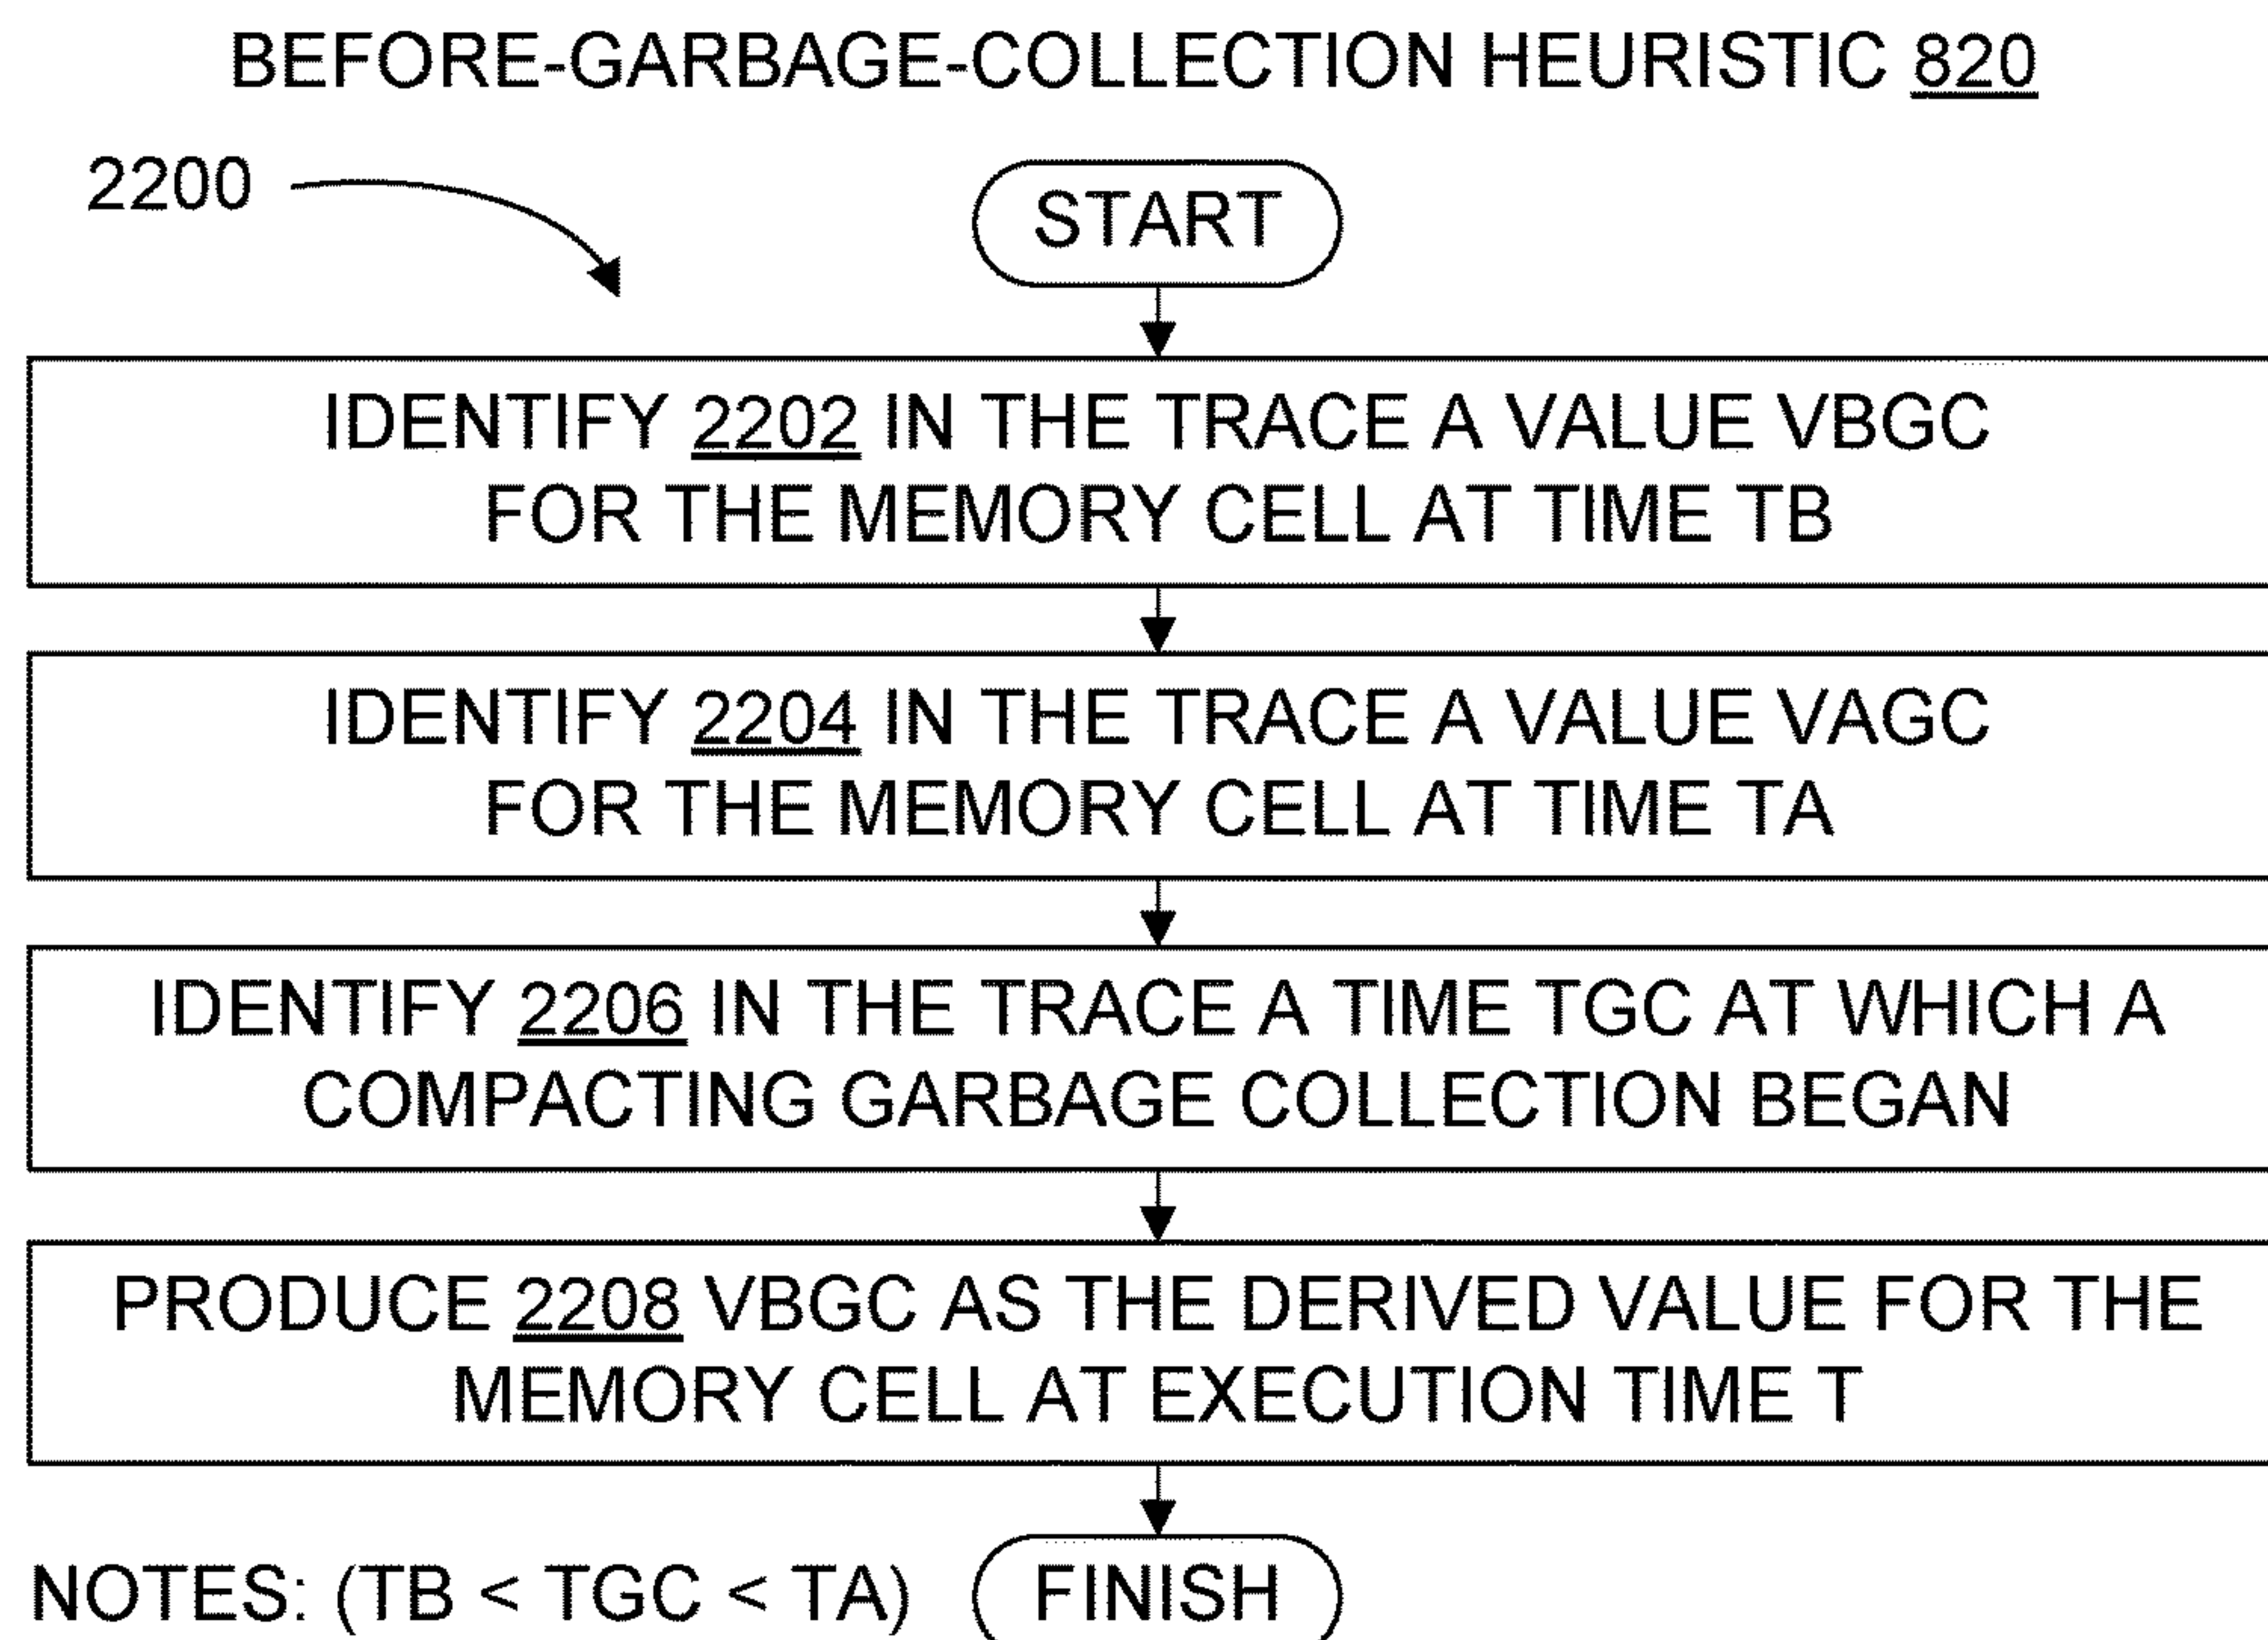 BEFORE-GARBAGE-COLLECTION HEURISTIC 820
2200
START
IDENTIFY 2202 IN THE TRACE A VALUE VBGC
FOR THE MEMORY CELL AT TIME TB
IDENTIFY 2204 IN THE TRACE A VALUE VAGC
FOR THE MEMORY CELL AT TIME TA
IDENTIFY 2206 IN THE TRACE A TIME TGC AT WHICH A
COMPACTING GARBAGE COLLECTION BEGAN
PRODUCE 2208 VBGC AS THE DERIVED VALUE FOR THE
MEMORY CELL AT EXECUTION TIME T
NOTES: (TB < TGC < TA)
FINISH